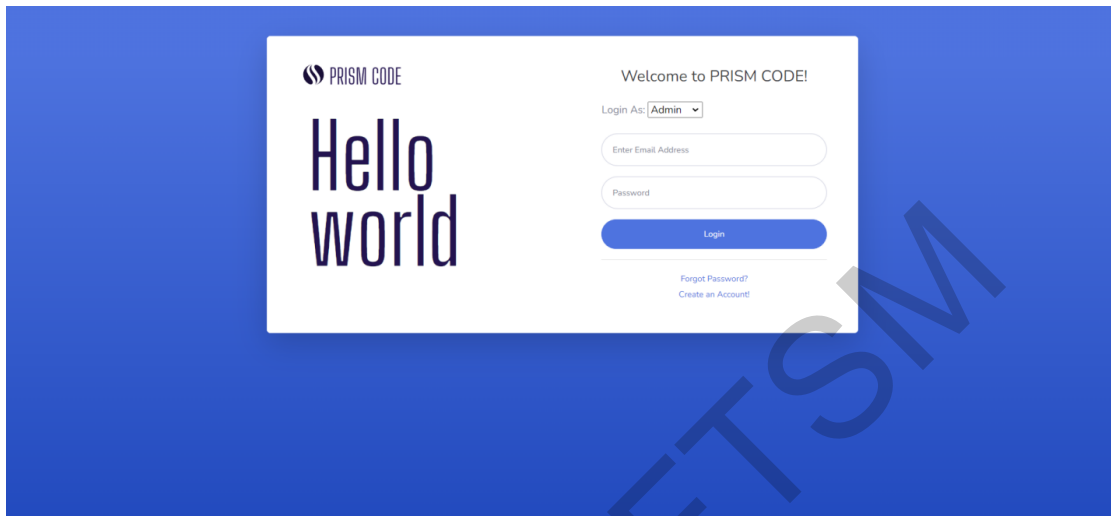 PRISM CODE
Hello
world
Welcome to PRISM CODE!
Login As: Admin
Enter Email Address
Password
Login
Forgot Password?
Create an Account!